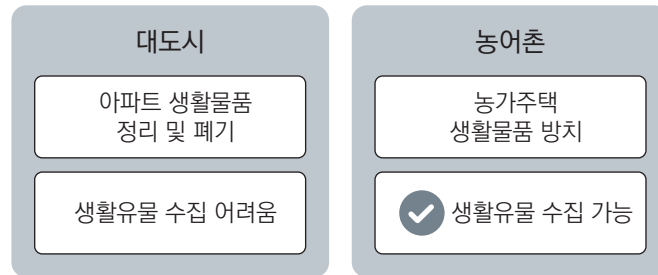 대도시
아파트 생활물품
정리 및 폐기
생활유물 수집 어려움
농어촌
농가주택
생활물품 방치
생활유물 수집 가능